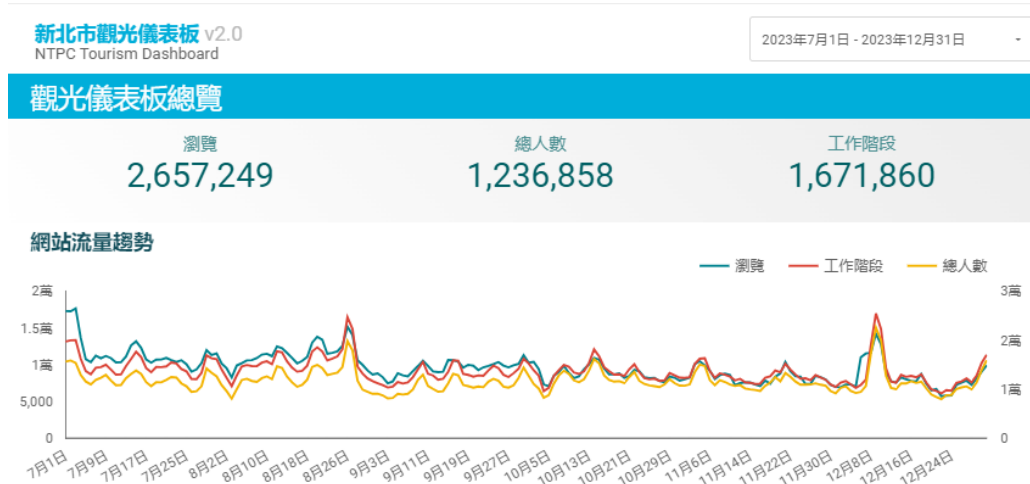 新北市觀光儀表板 v2.0
NTPC Tourism Dashboard
2023年7月1日 - 2023年12月31日
觀光儀表板總覽
瀏覽 總人數 工作階段
2,657,249 1,236,858 1,671,860
網站流量趨勢
瀏覽 工作階段 總人數
2萬 3萬
1.5萬 2萬
1萬 1萬
5,000
0 0
7月1日 7月9日 7月17日 7月25日 8月2日 8月10日 8月18日 8月26日 9月3日 9月11日 9月19日 9月27日 10月5日 10月13日 10月21日 10月29日 11月6日 11月14日 11月22日 11月30日 12月8日 12月16日 12月24日